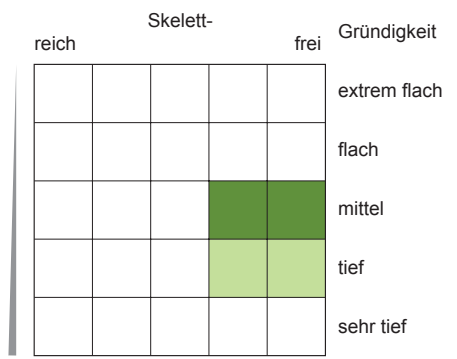 Skelett-
reich frei Gründigkeit
extrem flach
flach
mittel
tief
sehr tief